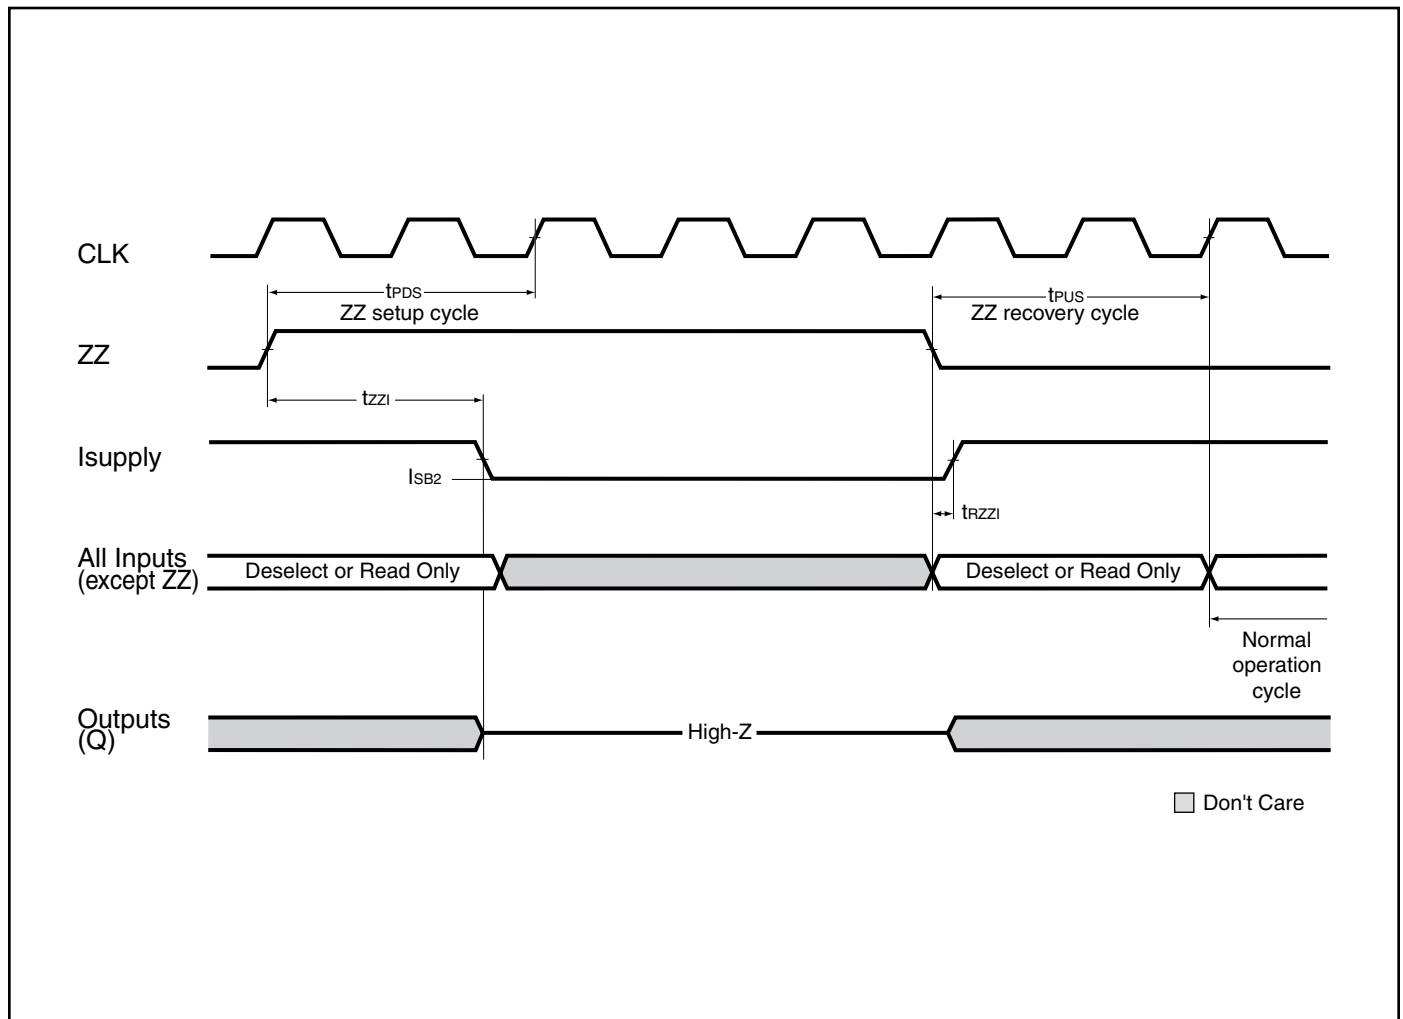 CLK
tPDS
ZZ setup cycle
tPUS
ZZ recovery cycle
ZZ
tZZI
Isupply
ISB2
tRZZI
All Inputs
(except ZZ)
Deselect or Read Only
Deselect or Read Only
Normal
operation
cycle
Outputs
(Q)
High-Z
Don't Care